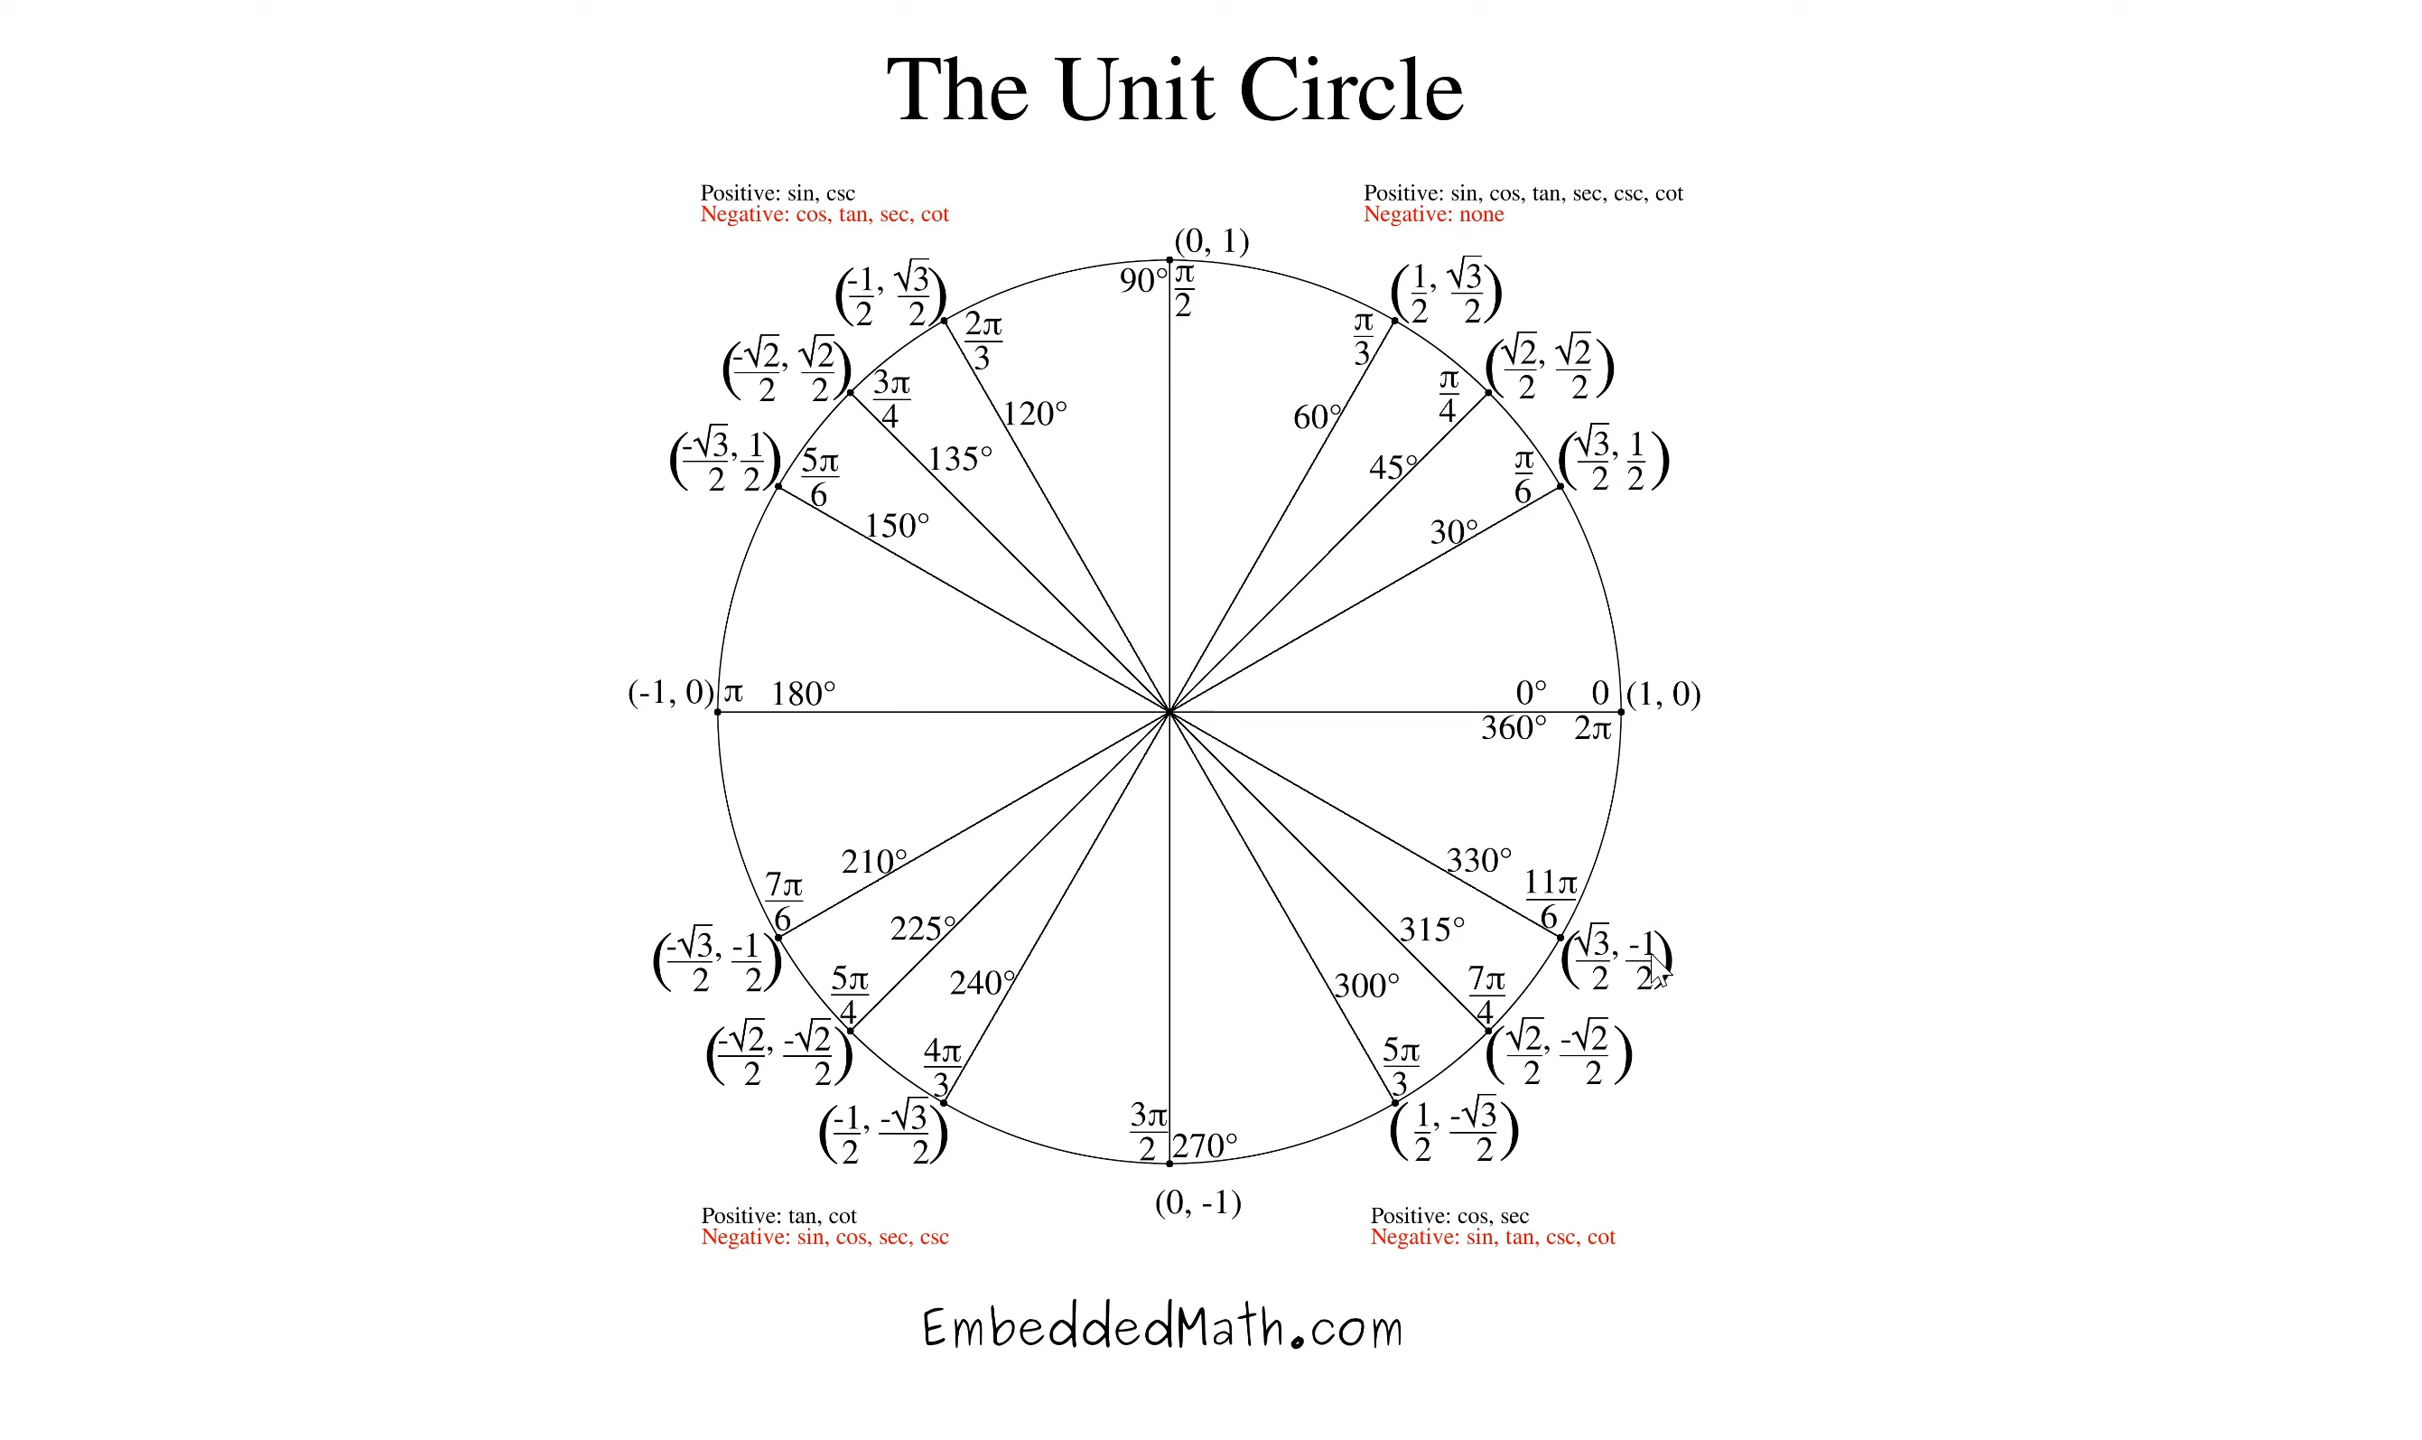 The Unit Circle
Positive: sin, csc
Negative: cos, tan, sec, cot
Positive: sin, cos, tan, sec, csc, cot
Negative: none
(0, 1)
90° π/2
(-1/2, √3/2)
2π/3
120°
(1/2, √3/2)
π/3
60°
(-√2/2, √2/2)
3π/4
135°
(√2/2, √2/2)
π/4
45°
(-√3/2, 1/2)
5π/6
150°
(√3/2, 1/2)
π/6
30°
(-1, 0) π 180°
0° 0 (1, 0)
360° 2π
210°
7π/6
(-√3/2, -1/2)
330°
11π/6
(√3/2, -1/2)
225°
5π/4
(-√2/2, -√2/2)
315°
7π/4
(√2/2, -√2/2)
240°
4π/3
(-1/2, -√3/2)
300°
5π/3
(1/2, -√3/2)
3π/2 270°
(0, -1)
Positive: tan, cot
Negative: sin, cos, sec, csc
Positive: cos, sec
Negative: sin, tan, csc, cot
EmbeddedMath.com